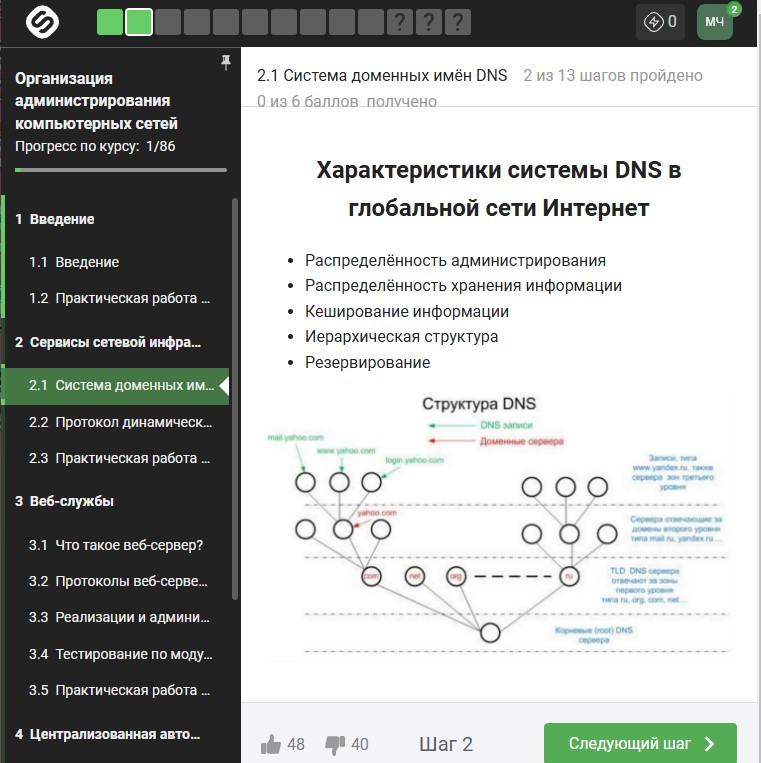 ? ? ?
0
МЧ
2
Организация
администрирования
компьютерных сетей
Прогресс по курсу: 1/86
1 Введение
1.1 Введение
1.2 Практическая работа ...
2 Сервисы сетевой инфра...
2.1 Система доменных им...
2.2 Протокол динамическ...
2.3 Практическая работа ...
3 Веб-службы
3.1 Что такое веб-сервер?
3.2 Протоколы веб-серве...
3.3 Реализации и админи...
3.4 Тестирование по моду...
3.5 Практическая работа ...
4 Централизованная авто...
2.1 Система доменных имён DNS 2 из 13 шагов пройдено
0 из 6 баллов получено
Характеристики системы DNS в
глобальной сети Интернет
• Распределённость администрирования
• Распределённость хранения информации
• Кеширование информации
• Иерархическая структура
• Резервирование
Структура DNS
DNS записи
Доменные сервера
mail.yahoo.com
www.yahoo.com
login.yahoo.com
Записи, типа
www.yandex.ru, также
сервера зон третьего
уровня
yahoo.com
Сервера отвечающие за
домены второго уровня
типа mail.ru, yandex.ru ...
com
net
org
ru
TLD DNS сервера
отвечают за зоны
первого уровня
типа ru, org, com, net....
Корневые (root) DNS
сервера
48
40
Шаг 2
Следующий шаг